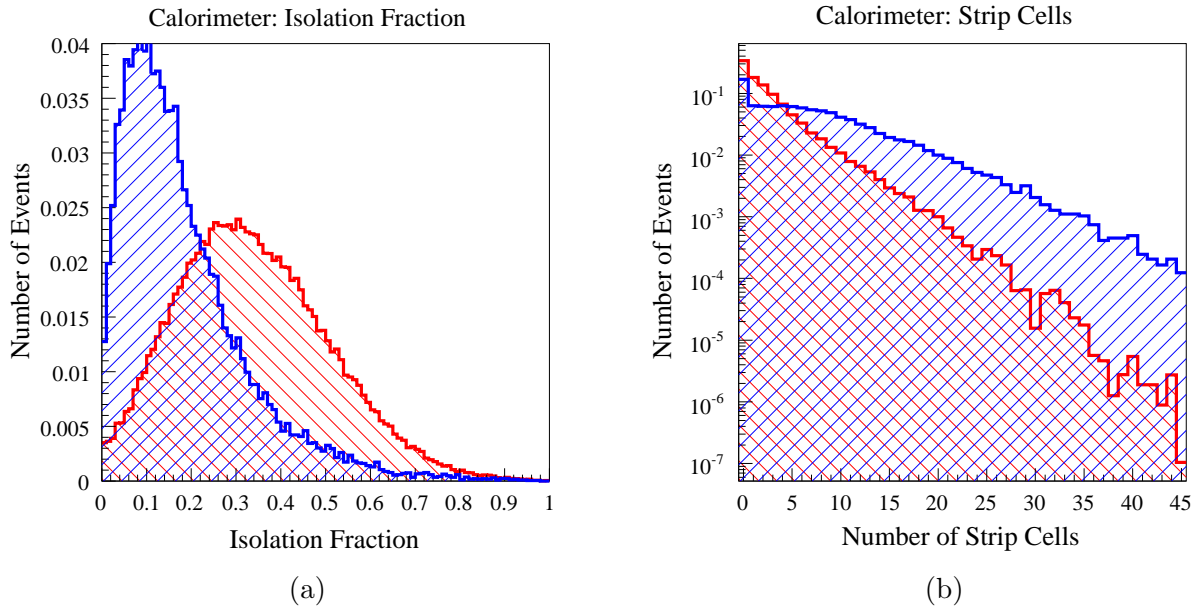 Calorimeter: Isolation Fraction
Number of Events
0.04
0.035
0.03
0.025
0.02
0.015
0.01
0.005
0
0 0.1 0.2 0.3 0.4 0.5 0.6 0.7 0.8 0.9 1
Isolation Fraction
(a)
Calorimeter: Strip Cells
Number of Events
10-1
10-2
10-3
10-4
10-5
10-6
10-7
0 5 10 15 20 25 30 35 40 45
Number of Strip Cells
(b)